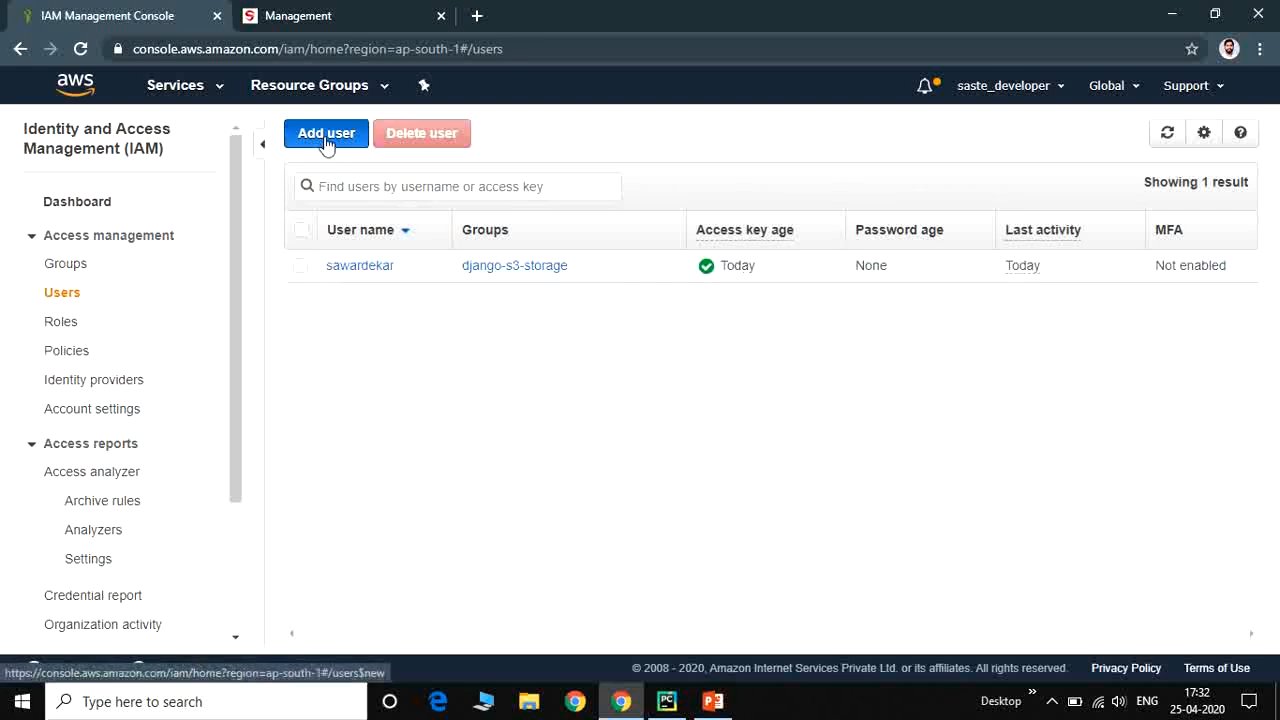 IAM Management Console
Management
console.aws.amazon.com/iam/home?region=ap-south-1#/users
aws
Services
Resource Groups
saste_developer
Global
Support
Identity and Access
Management (IAM)
Dashboard
Access management
Groups
Users
Roles
Policies
Identity providers
Account settings
Access reports
Access analyzer
Archive rules
Analyzers
Settings
Credential report
Organization activity
Add user
Delete user
Find users by username or access key
Showing 1 result
User name Groups Access key age Password age Last activity MFA
sawardekar django-s3-storage Today None Today Not enabled
https://console.aws.amazon.com/iam/home?region=ap-south-1#/users$new
© 2008 - 2020, Amazon Internet Services Private Ltd. or its affiliates. All rights reserved.
Privacy Policy
Terms of Use
Type here to search
PC
Desktop
ENG
17:32
25-04-2020